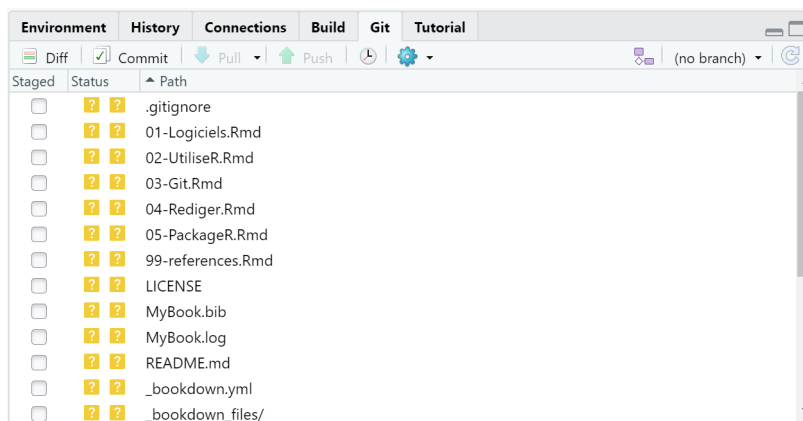 Environment History Connections Build Git Tutorial
Diff Commit Pull Push (no branch)
Staged Status Path
? ? .gitignore
? ? 01-Logiciels.Rmd
? ? 02-UtiliseR.Rmd
? ? 03-Git.Rmd
? ? 04-Rediger.Rmd
? ? 05-PackageR.Rmd
? ? 99-references.Rmd
? ? LICENSE
? ? MyBook.bib
? ? MyBook.log
? ? README.md
? ? _bookdown.yml
? ? _bookdown_files/